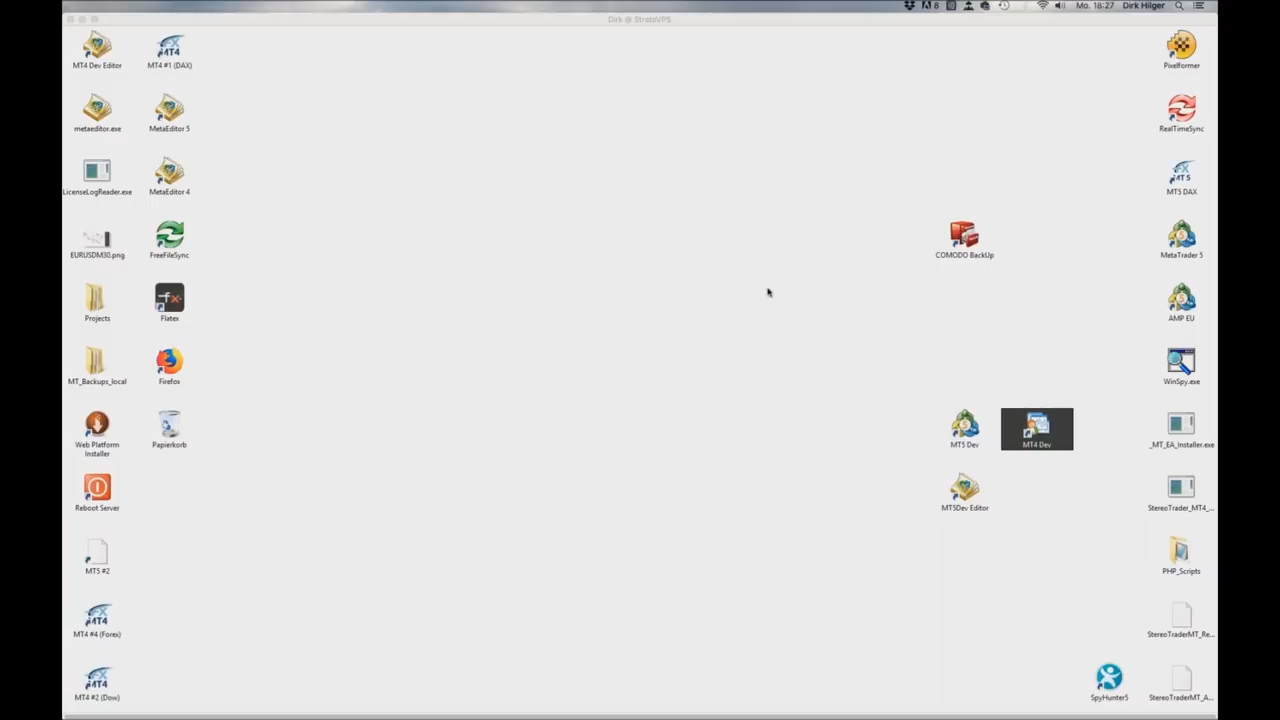 8
Mo. 18:27
Dirk Hilger
Dirk @ StratoVPS
MT4 Dev Editor
MT4 #1 (DAX)
Pixelformer
metaeditor.exe
MetaEditor 5
RealTimeSync
LicenseLogReader.exe
MetaEditor 4
MT5 DAX
EURUSDM30.png
FreeFileSync
COMODO BackUp
MetaTrader 5
Projects
Flatex
AMP EU
MT_Backups_local
Firefox
WinSpy.exe
Web Platform
Installer
Papierkorb
MT5 Dev
MT4 Dev
_MT_EA_Installer.exe
Reboot Server
MT5Dev Editor
StereoTrader_MT4_...
MT5 #2
PHP_Scripts
MT4 #4 (Forex)
StereoTraderMT_Re...
MT4 #2 (Dow)
SpyHunter5
StereoTraderMT_A...